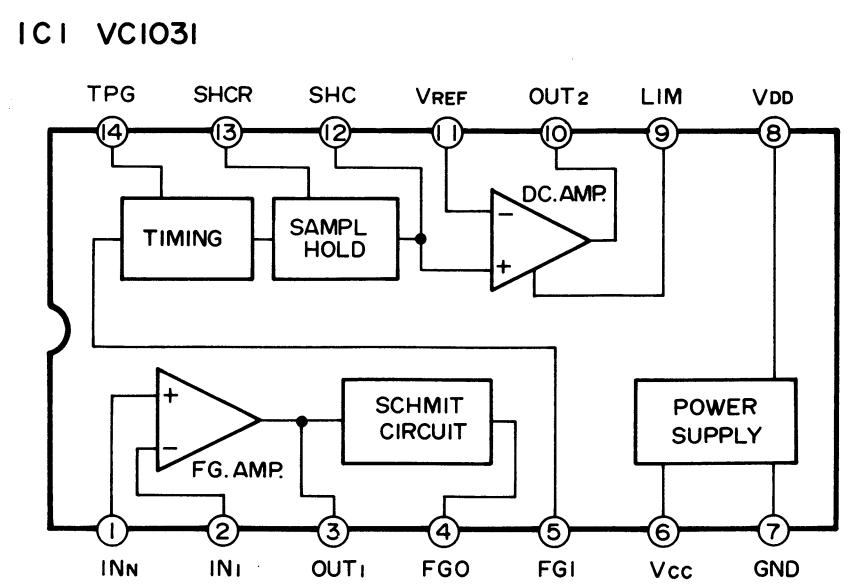 IC1 VC1031
TPG SHCR SHC VREF OUT2 LIM VDD
14 13 12 11 10 9 8
DC.AMP.
TIMING
SAMPL
HOLD
−
+
+
−
FG.AMP.
SCHMIT
CIRCUIT
POWER
SUPPLY
1 2 3 4 5 6 7
INN IN1 OUT1 FGO FGI VCC GND